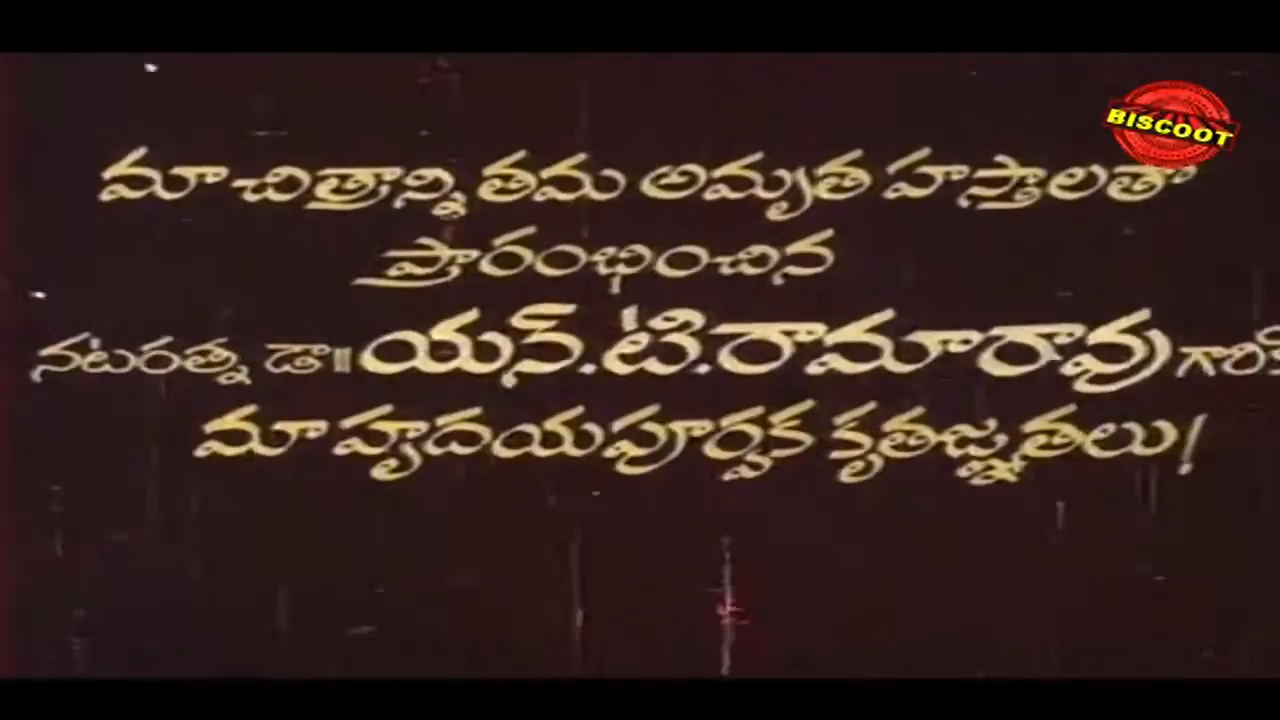 BISCOOT
మా చిత్రాన్ని తమ అమృత హస్తాలతో
ప్రారంభించిన
నటరత్న డా॥ యన్.టి.రామారావు గారికి
మా హృదయపూర్వక కృతజ్ఞతలు!